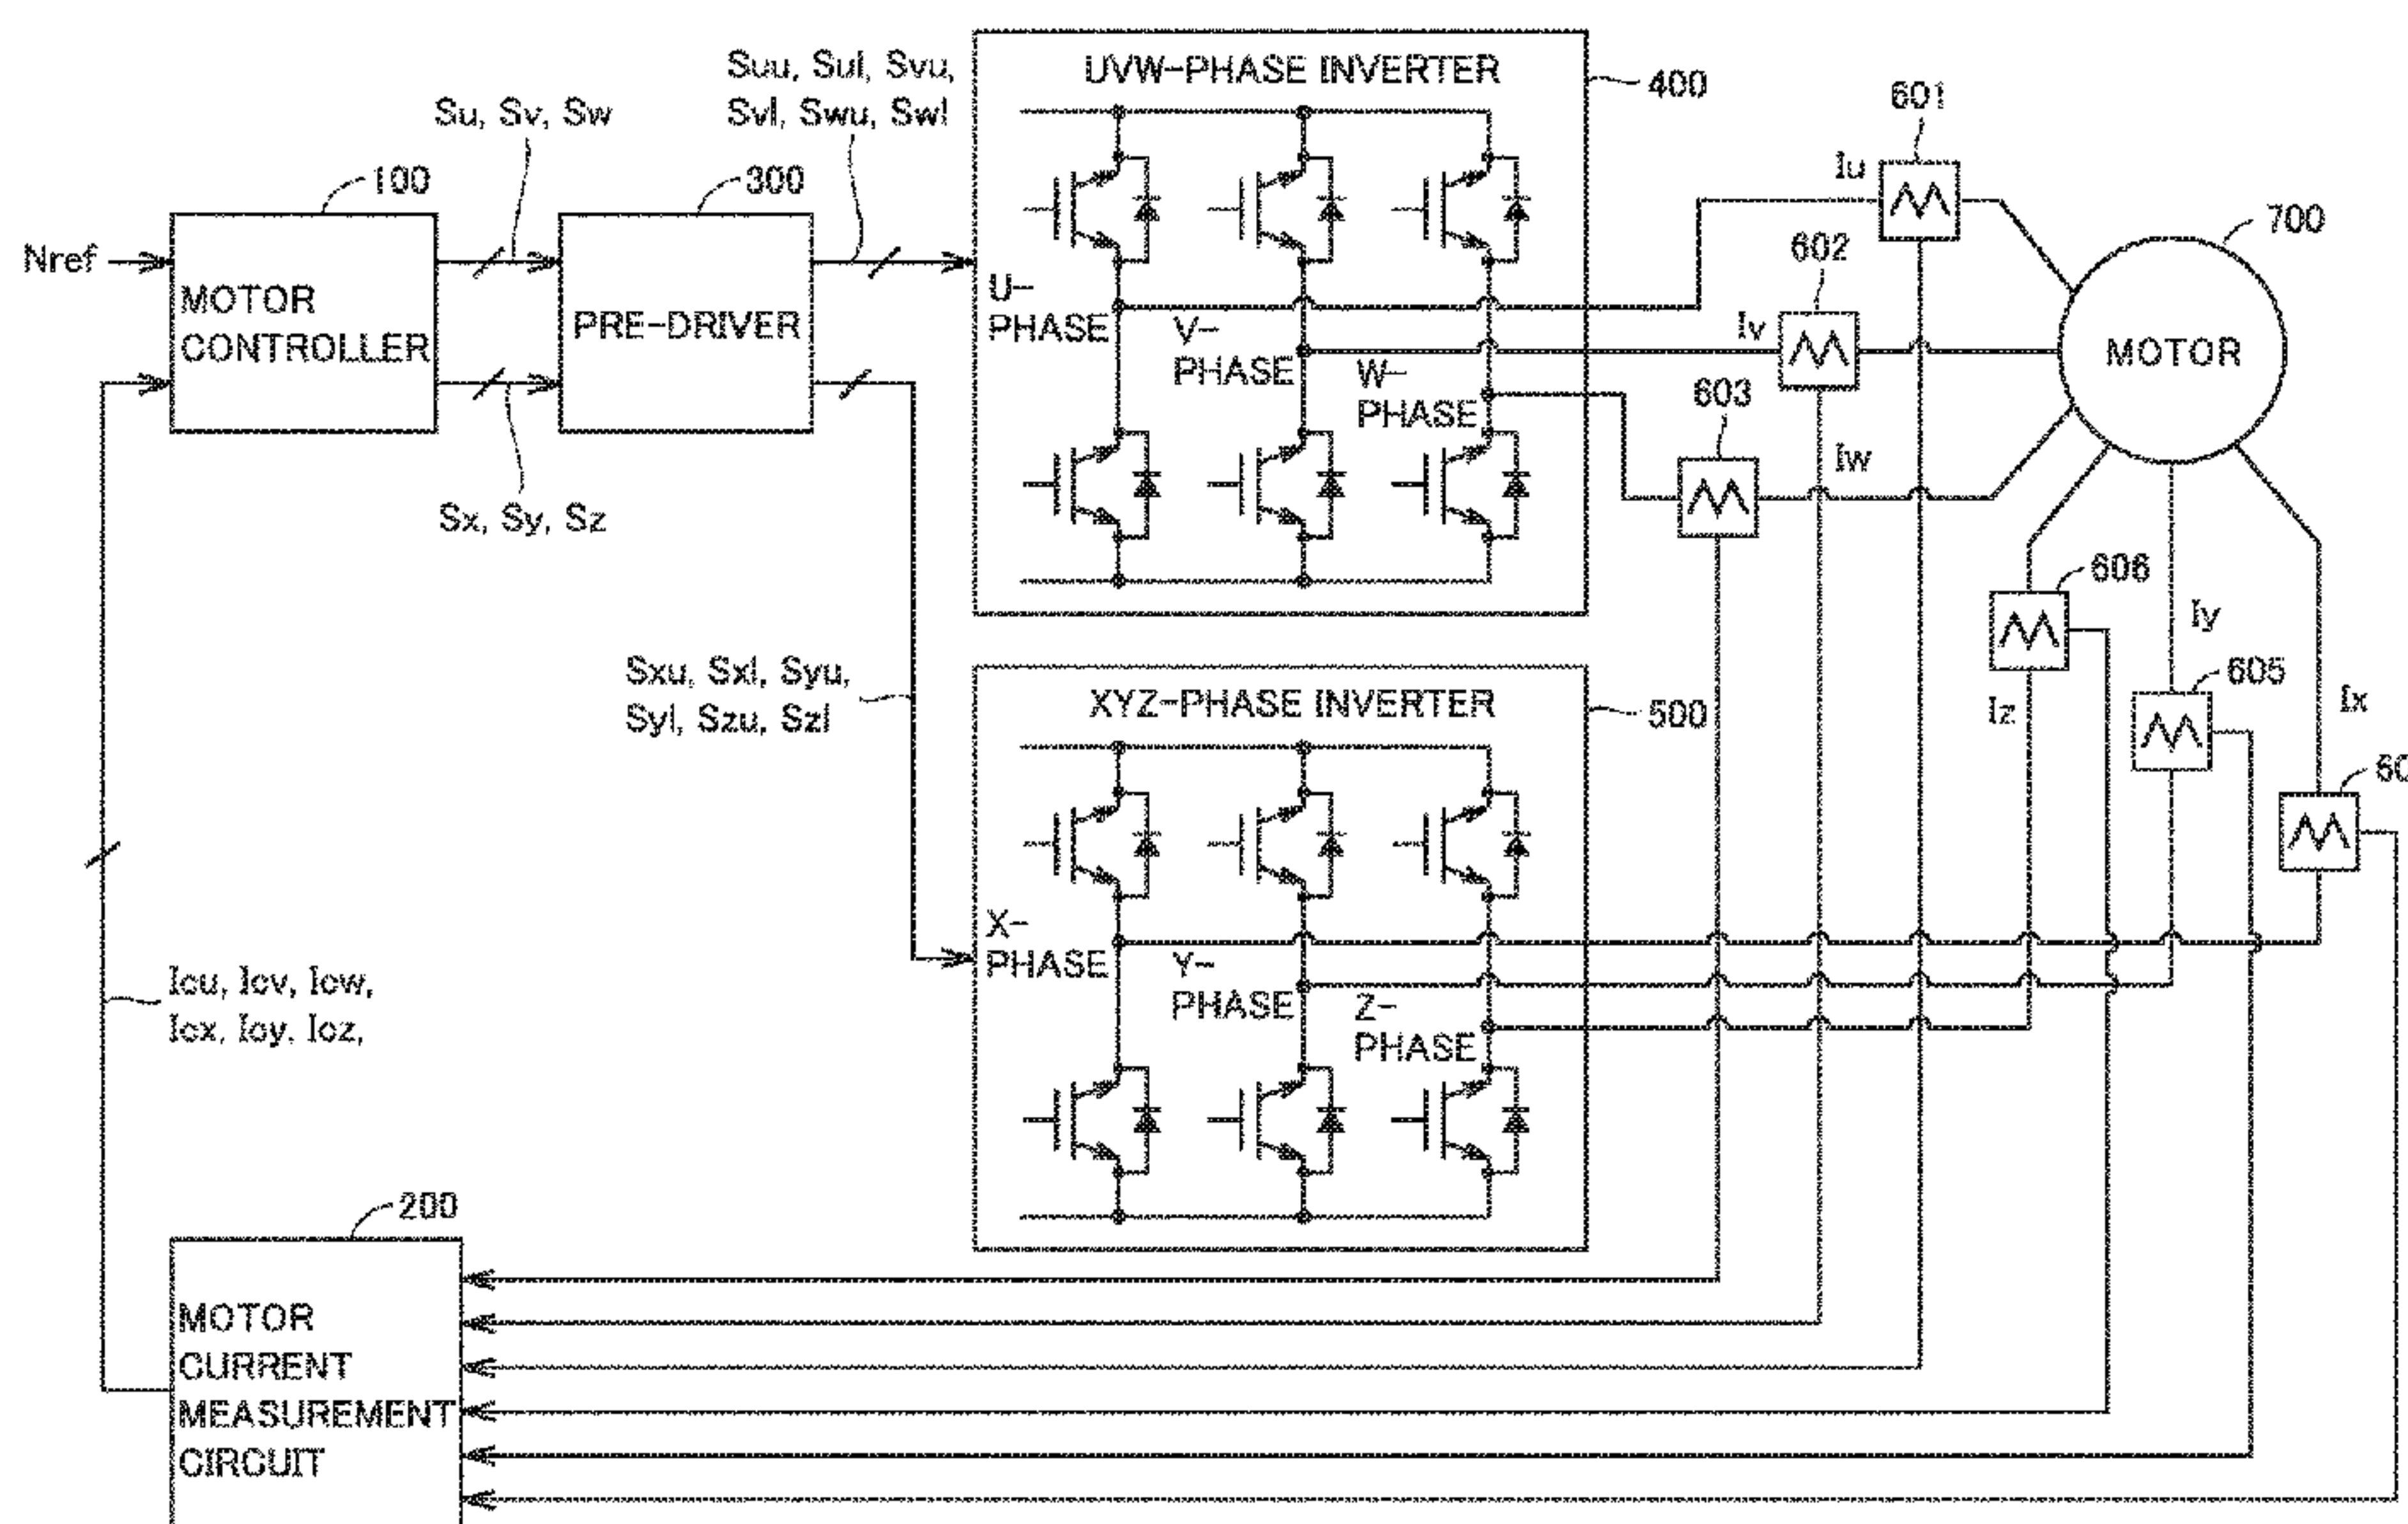 Suu, Sul, Svu,
Svl, Swu, Swl
Su, Sv, Sw
UVW-PHASE INVERTER
400
601
Iu
100
300
700
Nref
602
MOTOR
CONTROLLER
PRE-DRIVER
U-
PHASE
V-
PHASE
W-
PHASE
Iv
MOTOR
603
Iw
Sx, Sy, Sz
606
Iy
605
Sxu, Sxl, Syu,
Syl, Szu, Szl
XYZ-PHASE INVERTER
500
Iz
Ix
60
X-
PHASE
Y-
PHASE
Z-
PHASE
Icu, Icv, Icw,
Icx, Icy, Icz,
200
MOTOR
CURRENT
MEASUREMENT
CIRCUIT